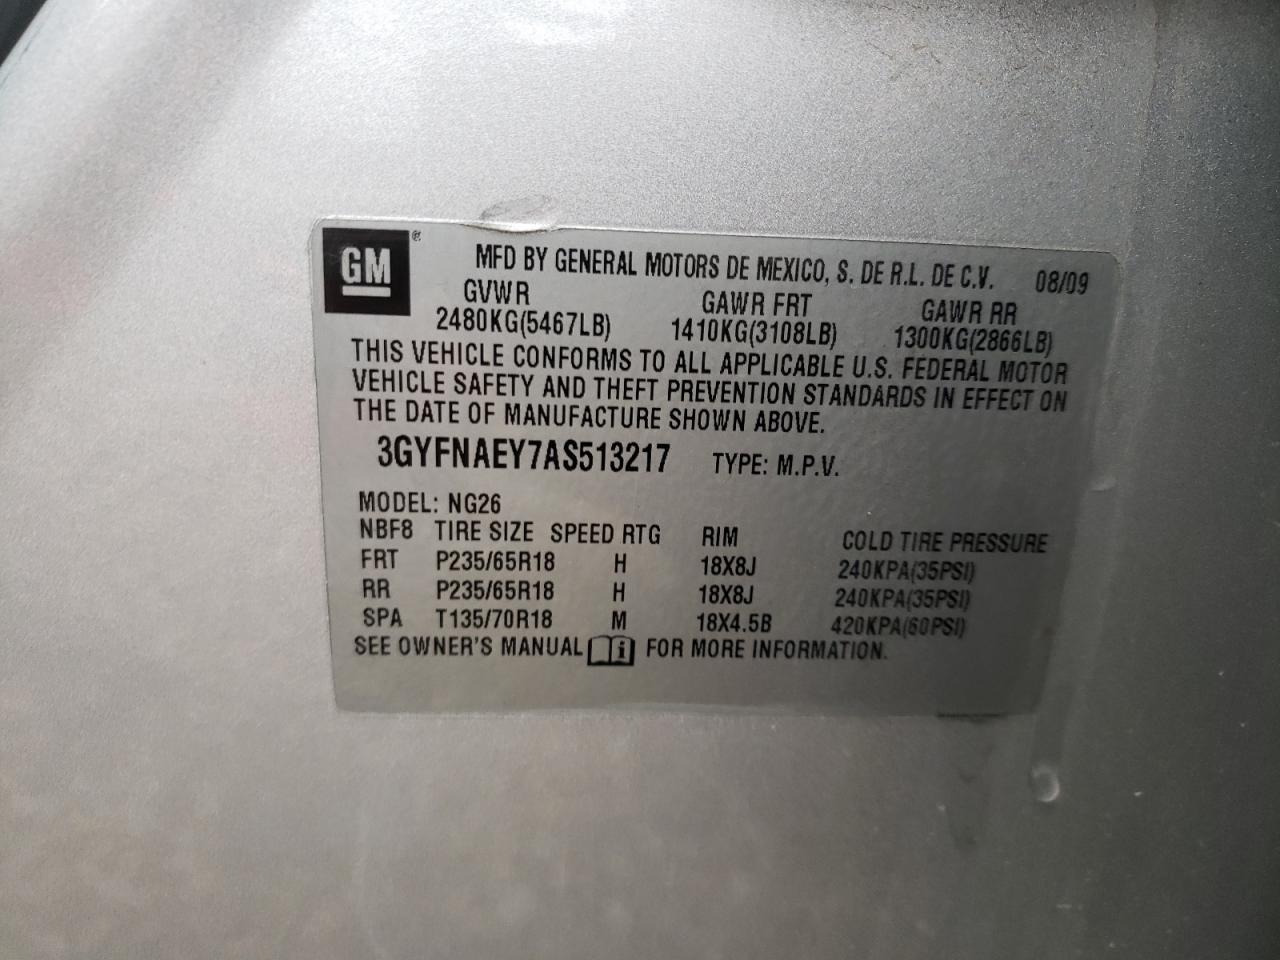 GM ® MFD BY GENERAL MOTORS DE MEXICO, S. DE R.L. DE C.V. 08/09
GVWR GAWR FRT GAWR RR
2480KG(5467LB) 1410KG(3108LB) 1300KG(2866LB)
THIS VEHICLE CONFORMS TO ALL APPLICABLE U.S. FEDERAL MOTOR
VEHICLE SAFETY AND THEFT PREVENTION STANDARDS IN EFFECT ON
THE DATE OF MANUFACTURE SHOWN ABOVE.
3GYFNAEY7AS513217 TYPE: M.P.V.
MODEL: NG26
NBF8 TIRE SIZE SPEED RTG RIM COLD TIRE PRESSURE
FRT P235/65R18 H 18X8J 240KPA(35PSI)
RR P235/65R18 H 18X8J 240KPA(35PSI)
SPA T135/70R18 M 18X4.5B 420KPA(60PSI)
SEE OWNER'S MANUAL i FOR MORE INFORMATION.